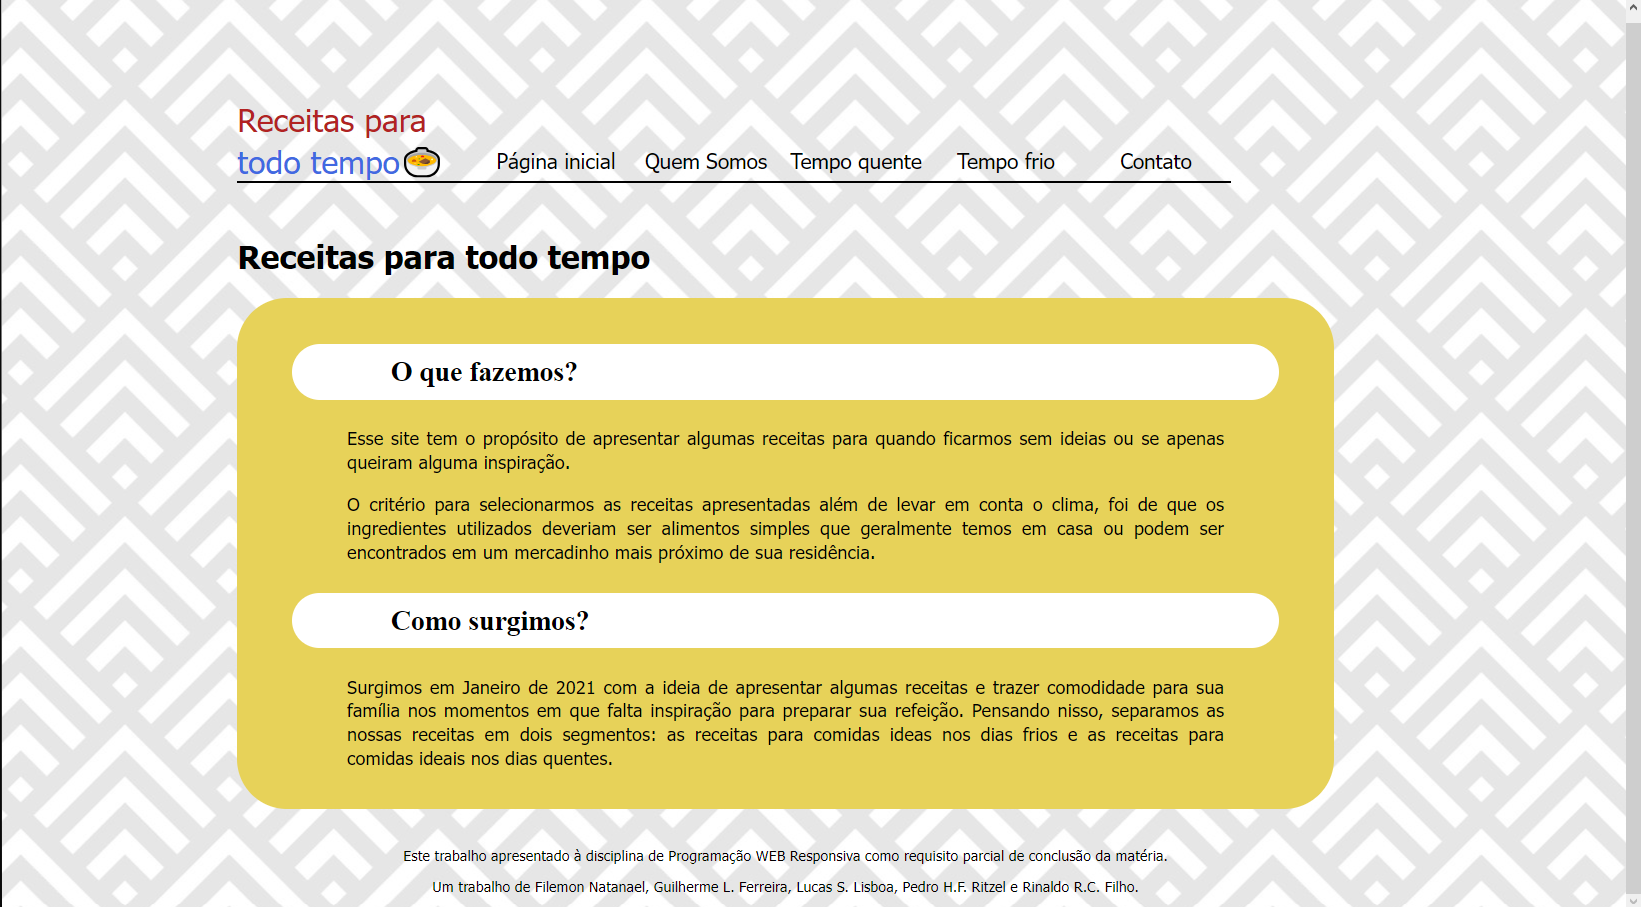 Receitas para
todo tempo
Página inicial Quem Somos Tempo quente Tempo frio Contato
Receitas para todo tempo
O que fazemos?
Esse site tem o propósito de apresentar algumas receitas para quando ficarmos sem ideias ou se apenas
queiram alguma inspiração.
O critério para selecionarmos as receitas apresentadas além de levar em conta o clima, foi de que os
ingredientes utilizados deveriam ser alimentos simples que geralmente temos em casa ou podem ser
encontrados em um mercadinho mais próximo de sua residência.
Como surgimos?
Surgimos em Janeiro de 2021 com a ideia de apresentar algumas receitas e trazer comodidade para sua
família nos momentos em que falta inspiração para preparar sua refeição. Pensando nisso, separamos as
nossas receitas em dois segmentos: as receitas para comidas ideas nos dias frios e as receitas para
comidas ideais nos dias quentes.
Este trabalho apresentado à disciplina de Programação WEB Responsiva como requisito parcial de conclusão da matéria.
Um trabalho de Filemon Natanael, Guilherme L. Ferreira, Lucas S. Lisboa, Pedro H.F. Ritzel e Rinaldo R.C. Filho.